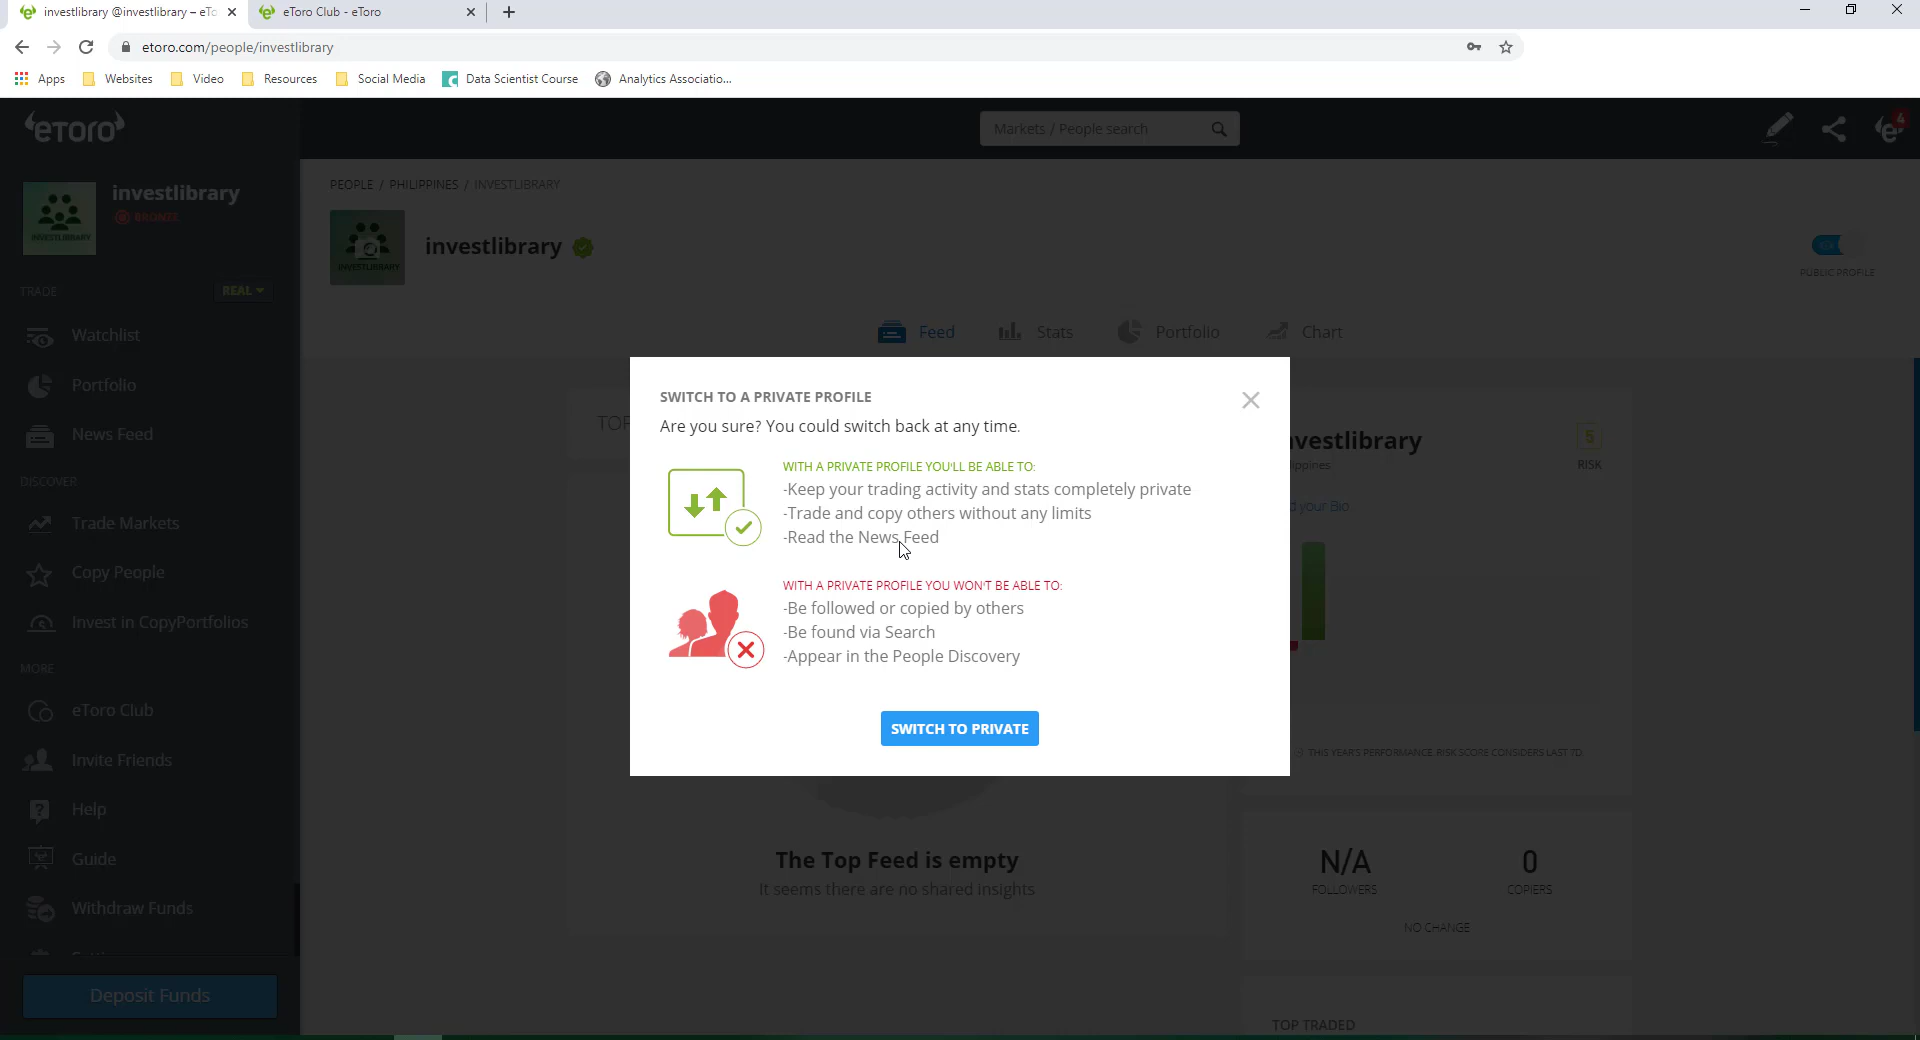 investlibrary @investlibrary – eTo
eToro Club - eToro
etoro.com/people/investlibrary
Apps
Websites
Video
Resources
Social Media
Data Scientist Course
Analytics Associatio...
eToro
Markets / People search
4
investlibrary
BRONZE
PEOPLE / PHILIPPINES / INVESTLIBRARY
INVESTLIBRARY
INVESTLIBRARY
investlibrary
PUBLIC PROFILE
TRADE
REAL
Watchlist
Portfolio
News Feed
DISCOVER
Trade Markets
Copy People
Invest in CopyPortfolios
MORE
eToro Club
Invite Friends
Help
Guide
Withdraw Funds
Deposit Funds
Feed
Stats
Portfolio
Chart
TOP
SWITCH TO A PRIVATE PROFILE
Are you sure? You could switch back at any time.
WITH A PRIVATE PROFILE YOU'LL BE ABLE TO:
-Keep your trading activity and stats completely private
-Trade and copy others without any limits
-Read the News Feed
WITH A PRIVATE PROFILE YOU WON'T BE ABLE TO:
-Be followed or copied by others
-Be found via Search
-Appear in the People Discovery
SWITCH TO PRIVATE
The Top Feed is empty
It seems there are no shared insights
nvestlibrary
lippines
5
RISK
d your Bio
THIS YEAR'S PERFORMANCE. RISK SCORE CONSIDERS LAST 7D.
N/A
FOLLOWERS
0
COPIERS
NO CHANGE
TOP TRADED